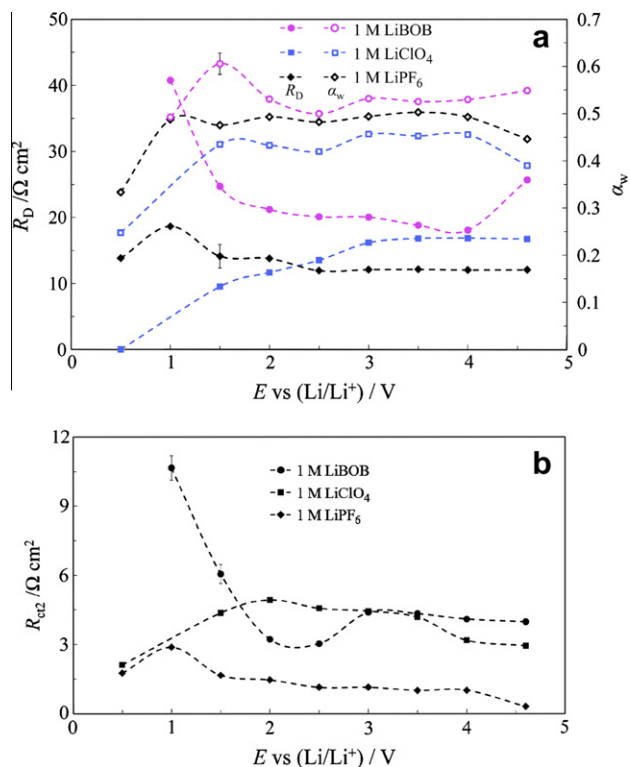 50
40
30
20
10
0
R_D /Ω cm²
0.7
0.6
0.5
0.4
0.3
0.2
0.1
0
α_w
a
1 M LiBOB
1 M LiClO₄
1 M LiPF₆
R_D α_w
0 1 2 3 4 5
E vs (Li/Li⁺) / V
12
9
6
3
0
R_ct2 /Ω cm²
b
1 M LiBOB
1 M LiClO₄
1 M LiPF₆
0 1 2 3 4 5
E vs (Li/Li⁺) / V